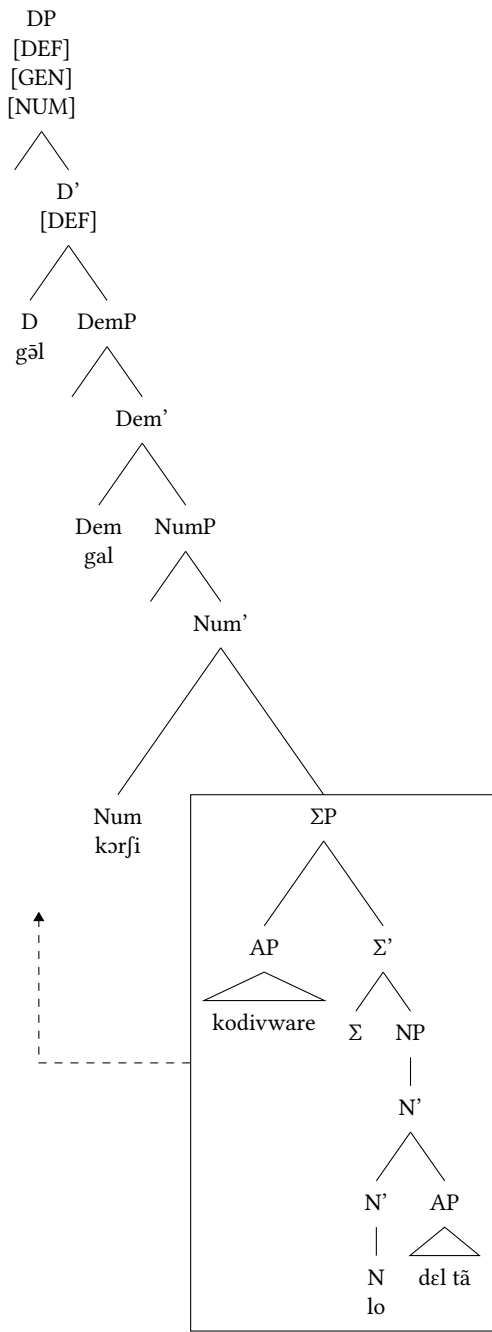 DP
[DEF]
[GEN]
[NUM]
D’
[DEF]
D DemP
gə̄l
Dem’
Dem NumP
gal
Num’
Num ΣP
kɔrʃi
AP Σ’
kodivware Σ NP
N’
N’ AP
N dɛl tã
lo